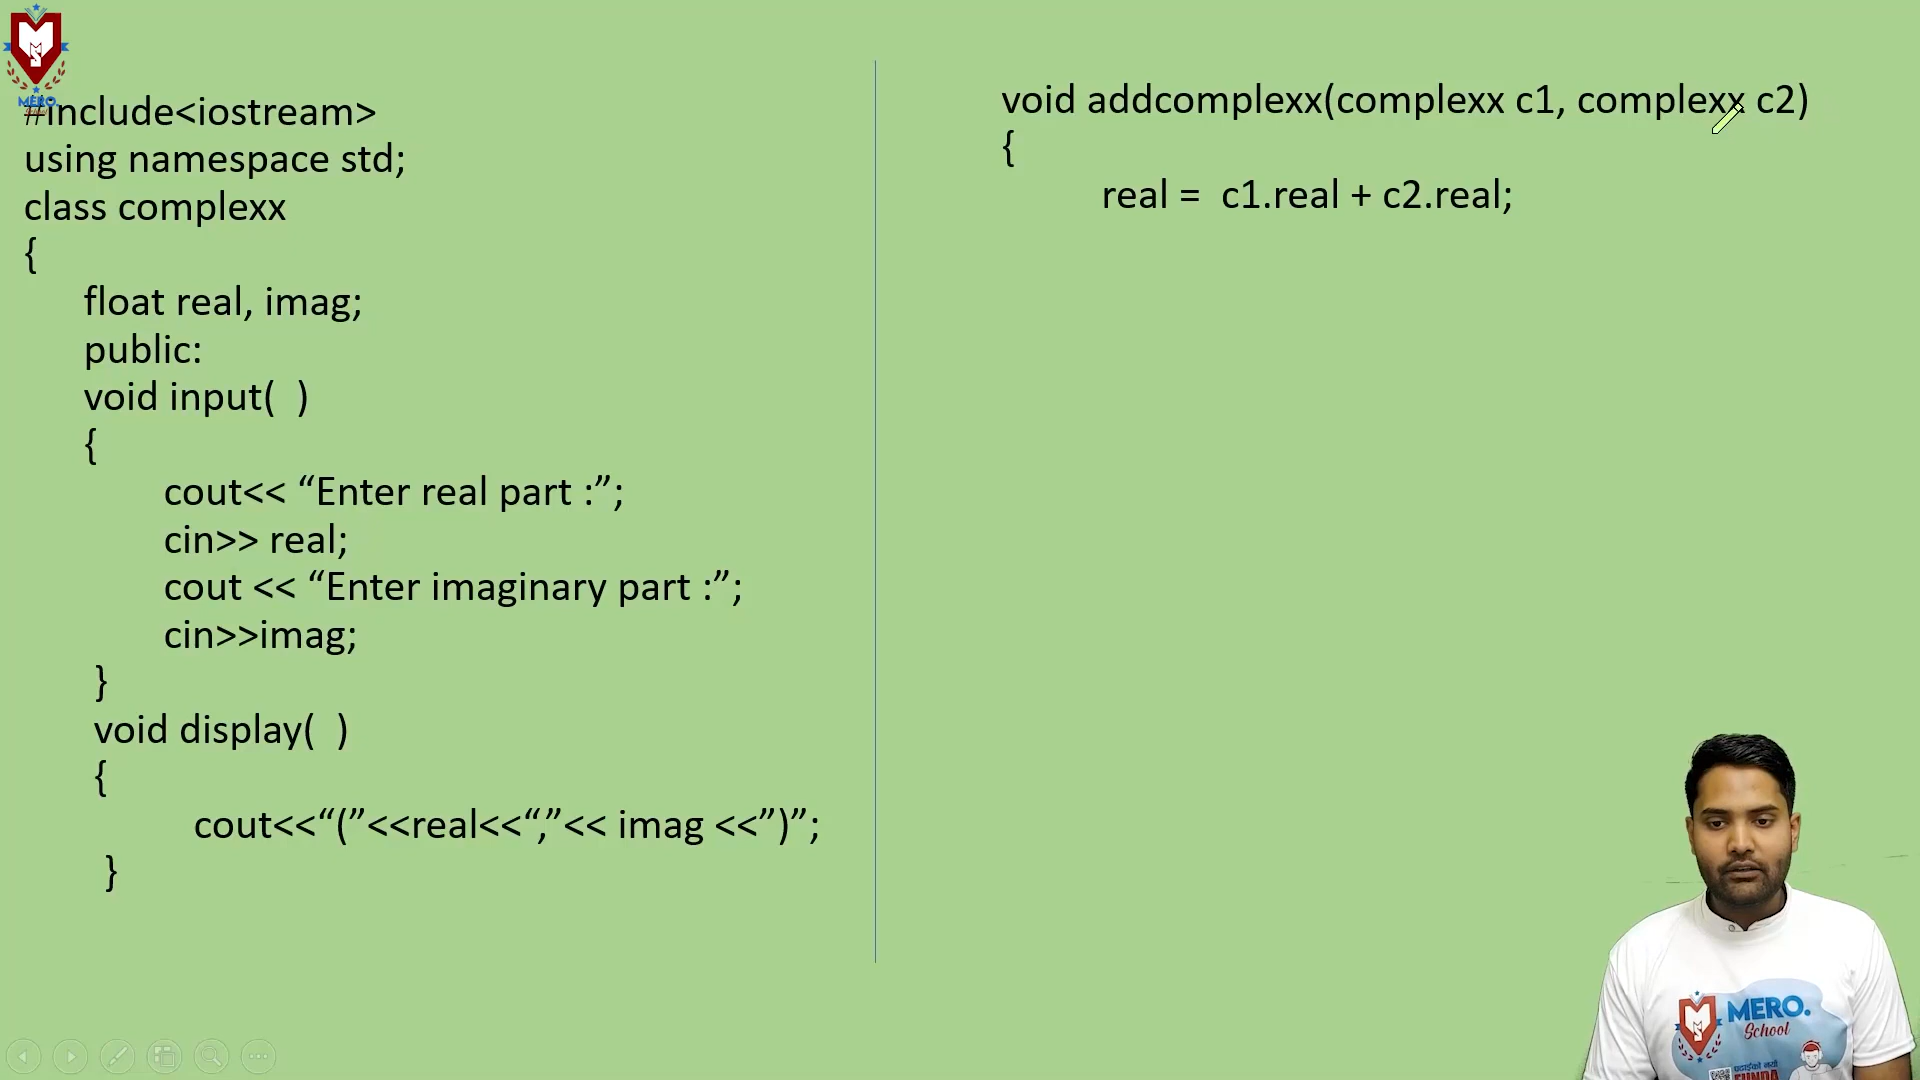 MERO.
#include<iostream>
using namespace std;
class complexx
{
float real, imag;
public:
void input(  )
{
cout<< “Enter real part :”;
cin>> real;
cout << “Enter imaginary part :”;
cin>>imag;
}
void display(  )
{
cout<<“(”<<real<<“,”<< imag <<”)”;
}
void addcomplexx(complexx c1, complexx c2)
{
real =  c1.real + c2.real;
MERO.
School
FUNDA